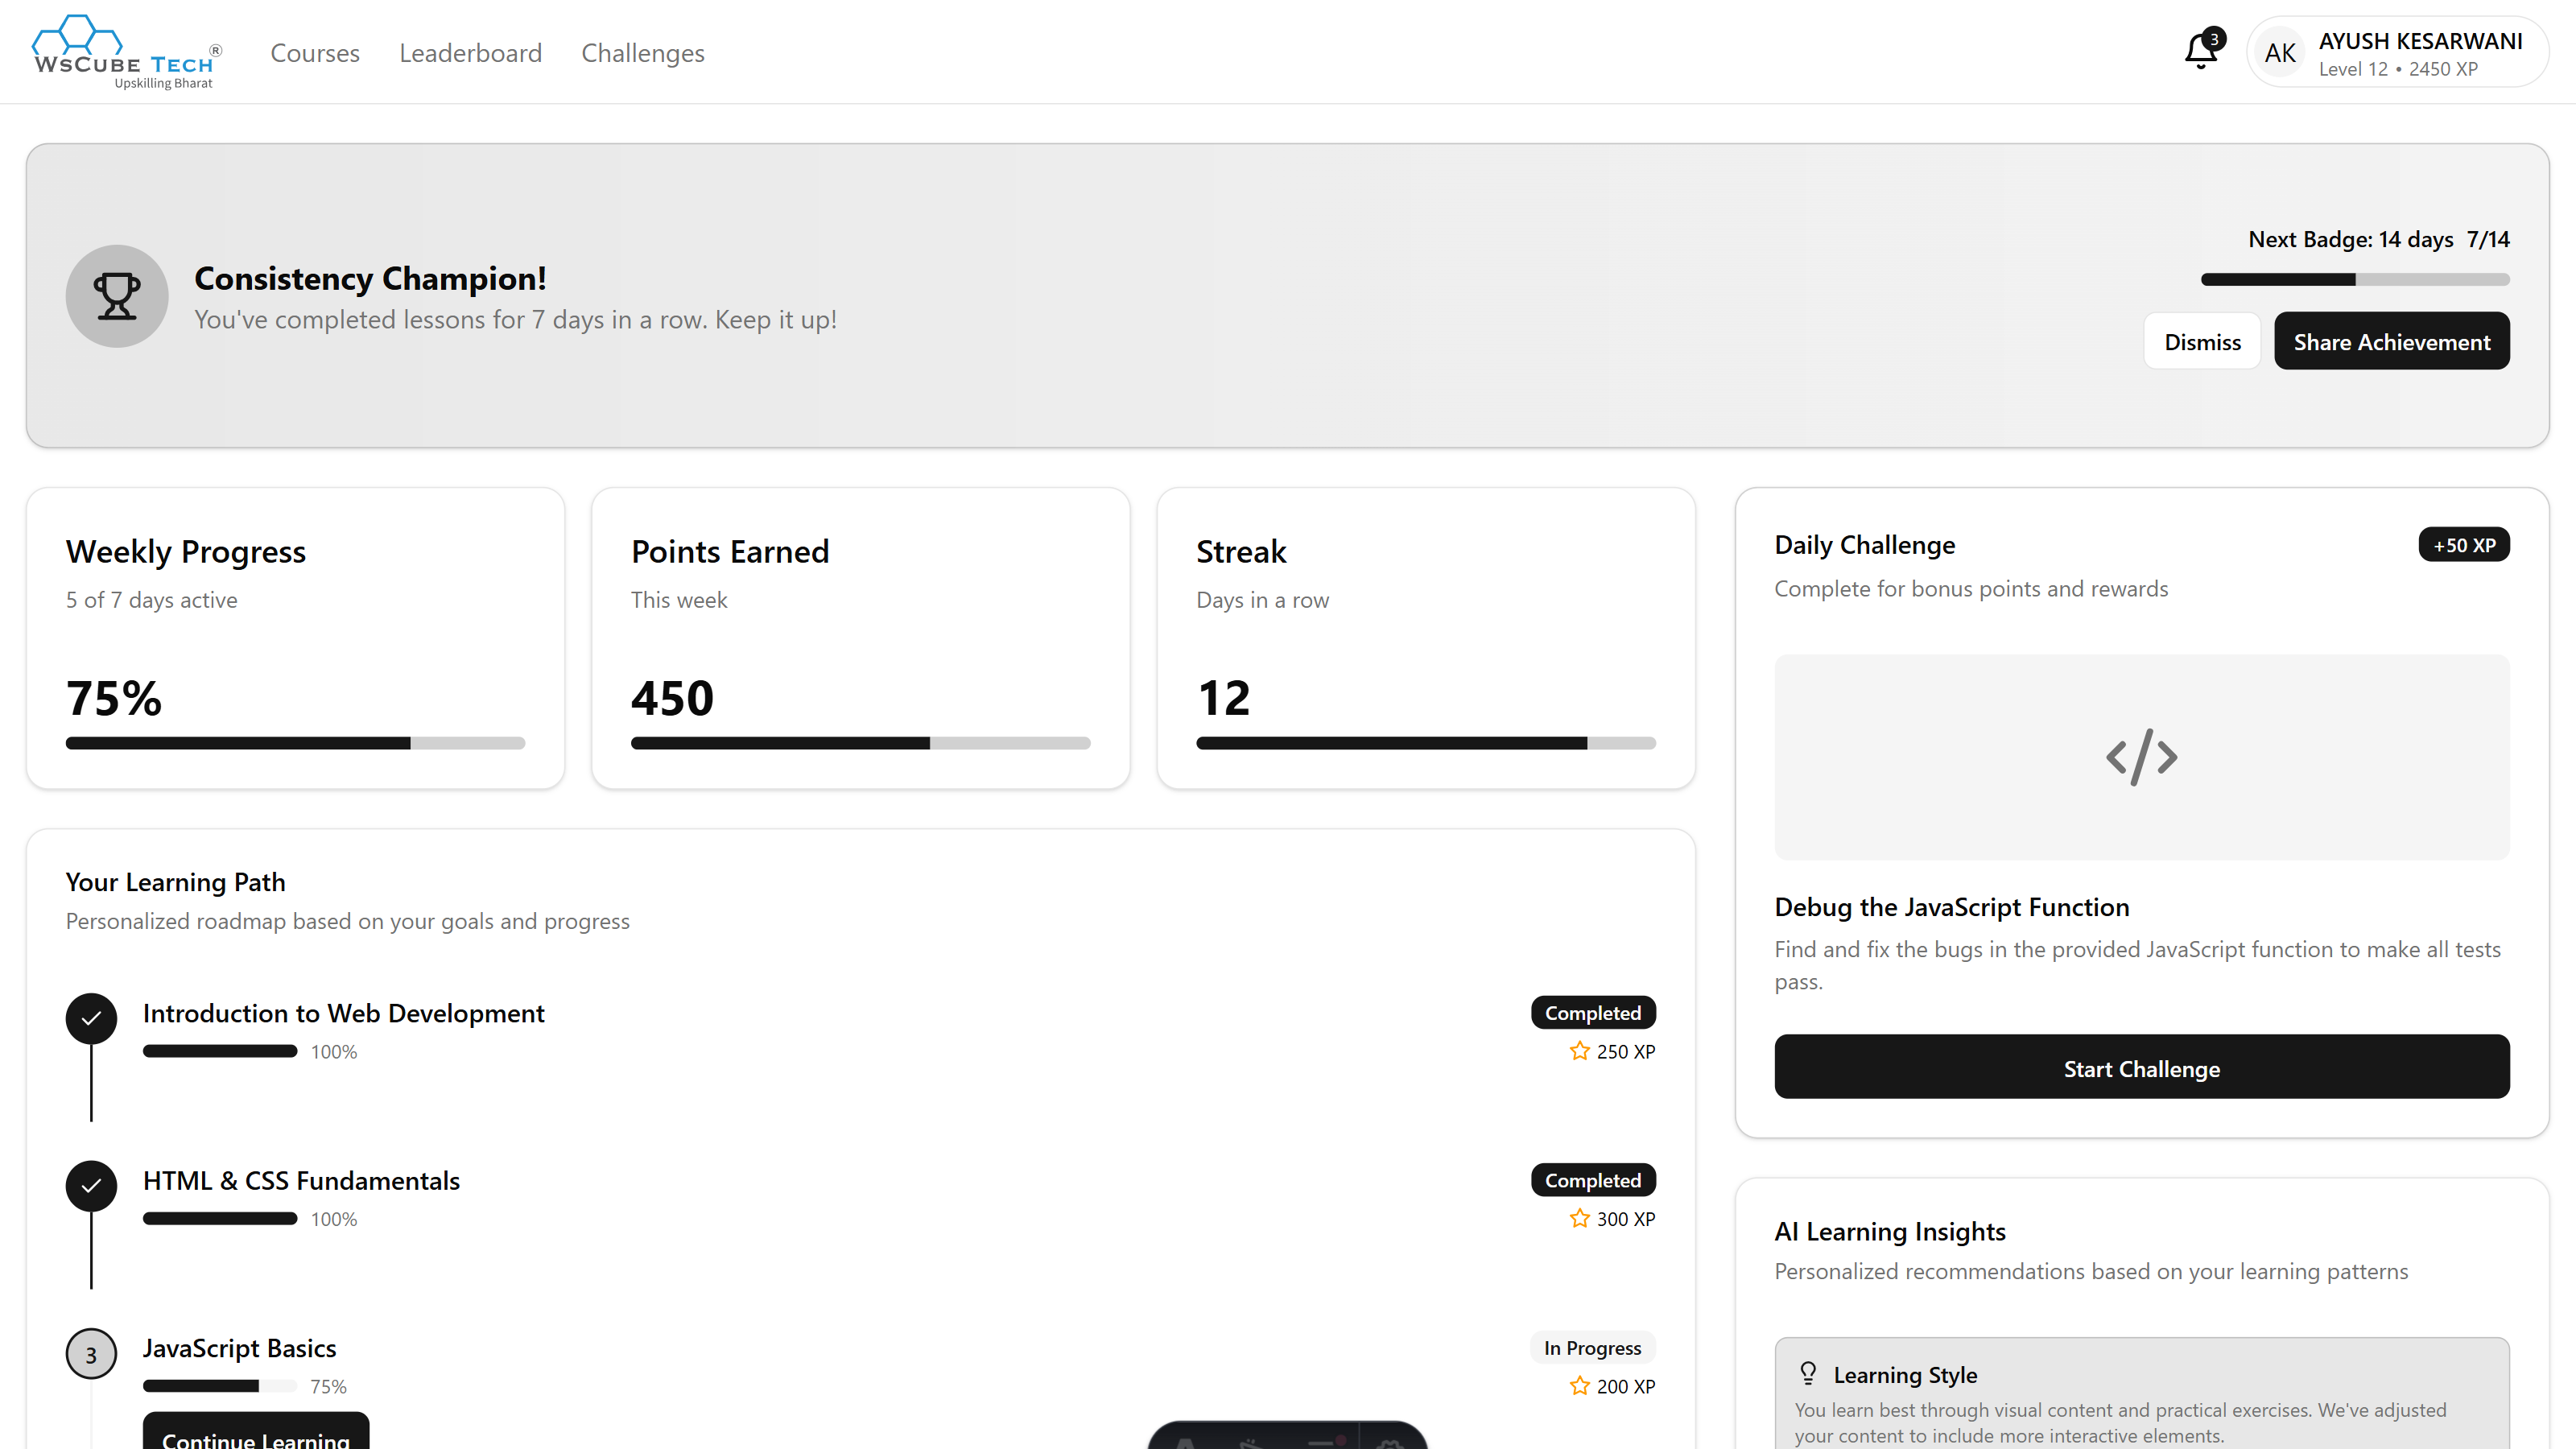 WSCUBE TECH®
Upskilling Bharat
Courses
Leaderboard
Challenges
3
AK
AYUSH KESARWANI
Level 12 • 2450 XP
Consistency Champion!
You've completed lessons for 7 days in a row. Keep it up!
Next Badge: 14 days 7/14
Dismiss
Share Achievement
Weekly Progress
5 of 7 days active
75%
Points Earned
This week
450
Streak
Days in a row
12
Daily Challenge
+50 XP
Complete for bonus points and rewards
</>
Debug the JavaScript Function
Find and fix the bugs in the provided JavaScript function to make all tests
pass.
Start Challenge
Your Learning Path
Personalized roadmap based on your goals and progress
Introduction to Web Development
Completed
100%
250 XP
HTML & CSS Fundamentals
Completed
100%
300 XP
3
JavaScript Basics
In Progress
75%
200 XP
Continue Learning
AI Learning Insights
Personalized recommendations based on your learning patterns
Learning Style
You learn best through visual content and practical exercises. We've adjusted
your content to include more interactive elements.